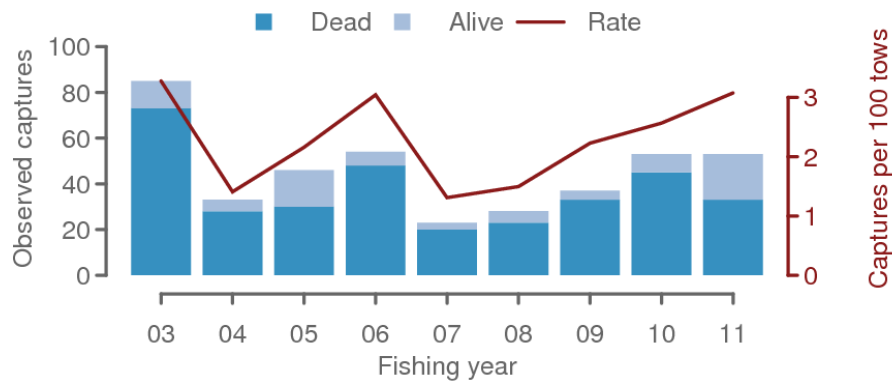 Dead Alive Rate
Observed captures
100
80
60
40
20
0
3
2
1
0
Captures per 100 tows
03 04 05 06 07 08 09 10 11
Fishing year